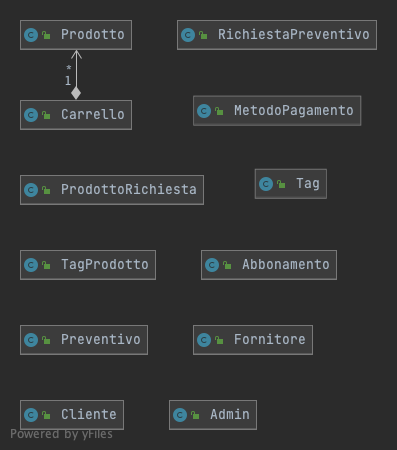 Prodotto
RichiestaPreventivo
*
1
Carrello
MetodoPagamento
ProdottoRichiesta
Tag
TagProdotto
Abbonamento
Preventivo
Fornitore
Cliente
Admin
Powered by yFiles